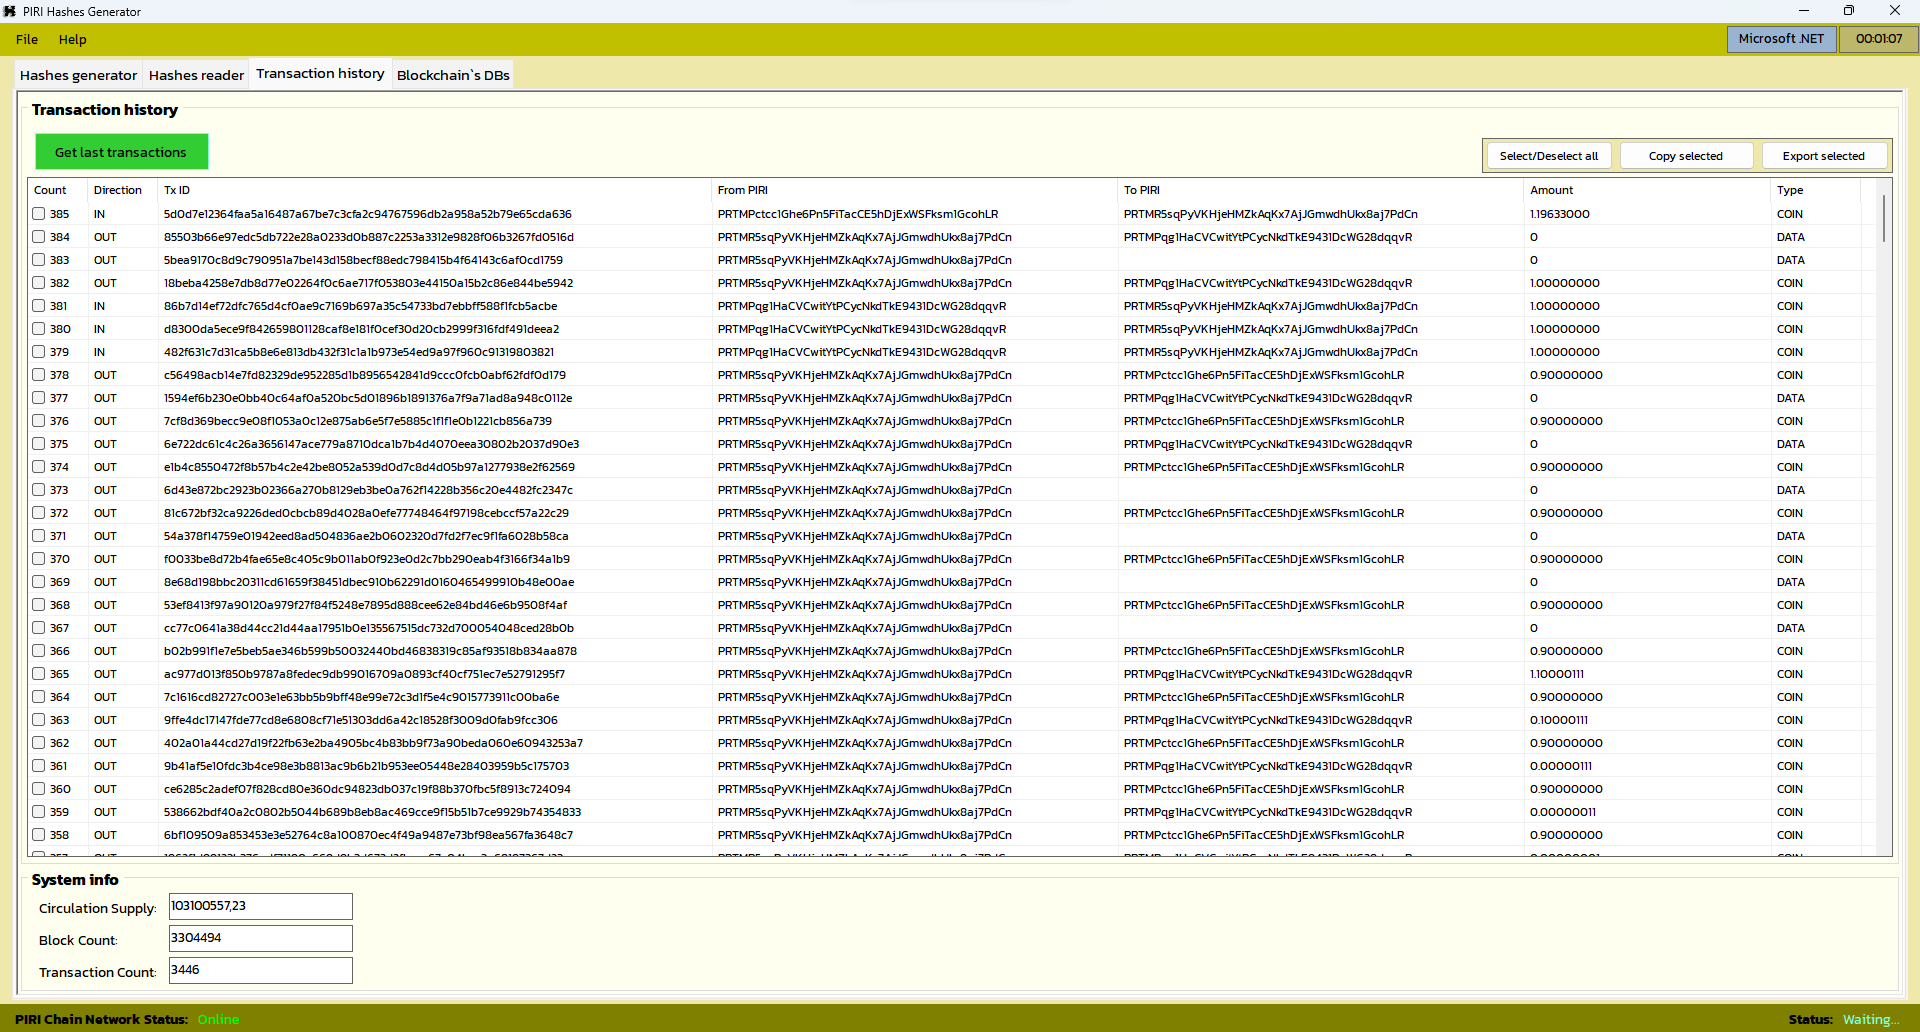 PIRI Hashes Generator
File Help Microsoft .NET 00:01:07
Hashes generator Hashes reader Transaction history Blockchain`s DBs
Transaction history
Get last transactions Select/Deselect all Copy selected Export selected
Count Direction Tx ID From PIRI To PIRI Amount Type
385 IN 5d0d7e12364faa5a16487a67be7c3cfa2c94767596db2a958a52b79e65cda636 PRTMPctcc1Ghe6Pn5FiTacCE5hDjExWSFksm1GcohLR PRTMR5sqPyVKHjeHMZkAqKx7AjJGmwdhUkx8aj7PdCn 1.19633000 COIN
384 OUT 85503b66e97edc5db722e28a0233d0b887c2253a3312e9828f06b3267fd0516d PRTMR5sqPyVKHjeHMZkAqKx7AjJGmwdhUkx8aj7PdCn PRTMPqg1HaCVCwitYtPCycNkdTkE9431DcWG28dqqvR 0 DATA
383 OUT 5bea9170c8d9c790951a7be143d158becf88edc798415b4f64143c6af0cd1759 PRTMR5sqPyVKHjeHMZkAqKx7AjJGmwdhUkx8aj7PdCn 0 DATA
382 OUT 18beba4258e7db8d77e02264f0c6ae717f053803e44150a15b2c86e844be5942 PRTMR5sqPyVKHjeHMZkAqKx7AjJGmwdhUkx8aj7PdCn PRTMPqg1HaCVCwitYtPCycNkdTkE9431DcWG28dqqvR 1.00000000 COIN
381 IN 86b7d14ef72dfc765d4cf0ae9c7169b697a35c54733bd7ebbff588f1fcb5acbe PRTMPqg1HaCVCwitYtPCycNkdTkE9431DcWG28dqqvR PRTMR5sqPyVKHjeHMZkAqKx7AjJGmwdhUkx8aj7PdCn 1.00000000 COIN
380 IN d8300da5ece9f842659801128caf8e181f0cef30d20cb2999f316fdf491deea2 PRTMPqg1HaCVCwitYtPCycNkdTkE9431DcWG28dqqvR PRTMR5sqPyVKHjeHMZkAqKx7AjJGmwdhUkx8aj7PdCn 1.00000000 COIN
379 IN 482f631c7d31ca5b8e6e813db432f31c1a1b973e54ed9a97f960c91319803821 PRTMPqg1HaCVCwitYtPCycNkdTkE9431DcWG28dqqvR PRTMR5sqPyVKHjeHMZkAqKx7AjJGmwdhUkx8aj7PdCn 1.00000000 COIN
378 OUT c56498acb14e7fd82329de952285d1b8956542841d9ccc0fcb0abf62fdf0d179 PRTMR5sqPyVKHjeHMZkAqKx7AjJGmwdhUkx8aj7PdCn PRTMPctcc1Ghe6Pn5FiTacCE5hDjExWSFksm1GcohLR 0.90000000 COIN
377 OUT 1594ef6b230e0bb40c64af0a520bc5d01896b1891376a7f9a71ad8a948c0112e PRTMR5sqPyVKHjeHMZkAqKx7AjJGmwdhUkx8aj7PdCn PRTMPqg1HaCVCwitYtPCycNkdTkE9431DcWG28dqqvR 0 DATA
376 OUT 7cf8d369becc9e08f1053a0c12e875ab6e5f7e5885c1f1f1e0b1221cb856a739 PRTMR5sqPyVKHjeHMZkAqKx7AjJGmwdhUkx8aj7PdCn PRTMPctcc1Ghe6Pn5FiTacCE5hDjExWSFksm1GcohLR 0.90000000 COIN
375 OUT 6e722dc61c4c26a3656147ace779a8710dca1b7b4d4070eea30802b2037d90e3 PRTMR5sqPyVKHjeHMZkAqKx7AjJGmwdhUkx8aj7PdCn PRTMPqg1HaCVCwitYtPCycNkdTkE9431DcWG28dqqvR 0 DATA
374 OUT e1b4c8550472f8b57b4c2e42be8052a539d0d7c8d4d05b97a1277938e2f62569 PRTMR5sqPyVKHjeHMZkAqKx7AjJGmwdhUkx8aj7PdCn PRTMPctcc1Ghe6Pn5FiTacCE5hDjExWSFksm1GcohLR 0.90000000 COIN
373 OUT 6d43e872bc2923b02366a270b8129eb3be0a762f14228b356c20e4482fc2347c PRTMR5sqPyVKHjeHMZkAqKx7AjJGmwdhUkx8aj7PdCn 0 DATA
372 OUT 81c672bf32ca9226ded0cbcb89d4028a0efe77748464f97198cebccf57a22c29 PRTMR5sqPyVKHjeHMZkAqKx7AjJGmwdhUkx8aj7PdCn PRTMPctcc1Ghe6Pn5FiTacCE5hDjExWSFksm1GcohLR 0.90000000 COIN
371 OUT 54a378f14759e01942eed8ad504836ae2b0602320d7fd2f7ec9f1fa6028b58ca PRTMR5sqPyVKHjeHMZkAqKx7AjJGmwdhUkx8aj7PdCn 0 DATA
370 OUT f0033be8d72b4fae65e8c405c9b011ab0f923e0d2c7bb290eab4f3166f34a1b9 PRTMR5sqPyVKHjeHMZkAqKx7AjJGmwdhUkx8aj7PdCn PRTMPctcc1Ghe6Pn5FiTacCE5hDjExWSFksm1GcohLR 0.90000000 COIN
369 OUT 8e68d198bbc20311cd61659f38451dbec910b62291d0160465499910b48e00ae PRTMR5sqPyVKHjeHMZkAqKx7AjJGmwdhUkx8aj7PdCn 0 DATA
368 OUT 53ef8413f97a90120a979f27f84f5248e7895d888cee62e84bd46e6b9508f4af PRTMR5sqPyVKHjeHMZkAqKx7AjJGmwdhUkx8aj7PdCn PRTMPctcc1Ghe6Pn5FiTacCE5hDjExWSFksm1GcohLR 0.90000000 COIN
367 OUT cc77c0641a38d44cc21d44aa17951b0e135567515dc732d700054048ced28b0b PRTMR5sqPyVKHjeHMZkAqKx7AjJGmwdhUkx8aj7PdCn 0 DATA
366 OUT b02b991f1e7e5beb5ae346b599b5003244 0bd46838319c85af93518b834aa878 PRTMR5sqPyVKHjeHMZkAqKx7AjJGmwdhUkx8aj7PdCn PRTMPctcc1Ghe6Pn5FiTacCE5hDjExWSFksm1GcohLR 0.90000000 COIN
365 OUT ac977d013f850b9787a8fedec9db99016709a0893cf40cf751ec7e52791295f7 PRTMR5sqPyVKHjeHMZkAqKx7AjJGmwdhUkx8aj7PdCn PRTMPqg1HaCVCwitYtPCycNkdTkE9431DcWG28dqqvR 1.10000111 COIN
364 OUT 7c1616cd82727c003e1e63bb5b9bff48e99e72c3d1f5e4c9015773911c00ba6e PRTMR5sqPyVKHjeHMZkAqKx7AjJGmwdhUkx8aj7PdCn PRTMPctcc1Ghe6Pn5FiTacCE5hDjExWSFksm1GcohLR 0.90000000 COIN
363 OUT 9ffe4dc17147fde77cd8e6808cf71e51303dd6a42c18528f3009d0fab9fcc306 PRTMR5sqPyVKHjeHMZkAqKx7AjJGmwdhUkx8aj7PdCn PRTMPqg1HaCVCwitYtPCycNkdTkE9431DcWG28dqqvR 0.10000111 COIN
362 OUT 402a01a44cd27d19f22fb63e2ba4905bc4b83bb9f73a90beda060e60943253a7 PRTMR5sqPyVKHjeHMZkAqKx7AjJGmwdhUkx8aj7PdCn PRTMPctcc1Ghe6Pn5FiTacCE5hDjExWSFksm1GcohLR 0.90000000 COIN
361 OUT 9b41af5e10fdc3b4ce98e3b8813ac9b6b21b953ee05448e28403959b5c175703 PRTMR5sqPyVKHjeHMZkAqKx7AjJGmwdhUkx8aj7PdCn PRTMPqg1HaCVCwitYtPCycNkdTkE9431DcWG28dqqvR 0.00000111 COIN
360 OUT ce6285c2adef07f828cd80e360dc94823db037c19f88b370fbc5f8913c724094 PRTMR5sqPyVKHjeHMZkAqKx7AjJGmwdhUkx8aj7PdCn PRTMPctcc1Ghe6Pn5FiTacCE5hDjExWSFksm1GcohLR 0.90000000 COIN
359 OUT 538662bdf40a2c0802b5044b689b8eb8ac469cce9f15b51b7ce9929b74354833 PRTMR5sqPyVKHjeHMZkAqKx7AjJGmwdhUkx8aj7PdCn PRTMPqg1HaCVCwitYtPCycNkdTkE9431DcWG28dqqvR 0.00000011 COIN
358 OUT 6bf109509a853453e3e52764c8a100870ec4f49a9487e73bf98ea567fa3648c7 PRTMR5sqPyVKHjeHMZkAqKx7AjJGmwdhUkx8aj7PdCn PRTMPctcc1Ghe6Pn5FiTacCE5hDjExWSFksm1GcohLR 0.90000000 COIN
System info
Circulation Supply: 103100557,23
Block Count: 3304494
Transaction Count: 3446
PIRI Chain Network Status: Online Status: Waiting...